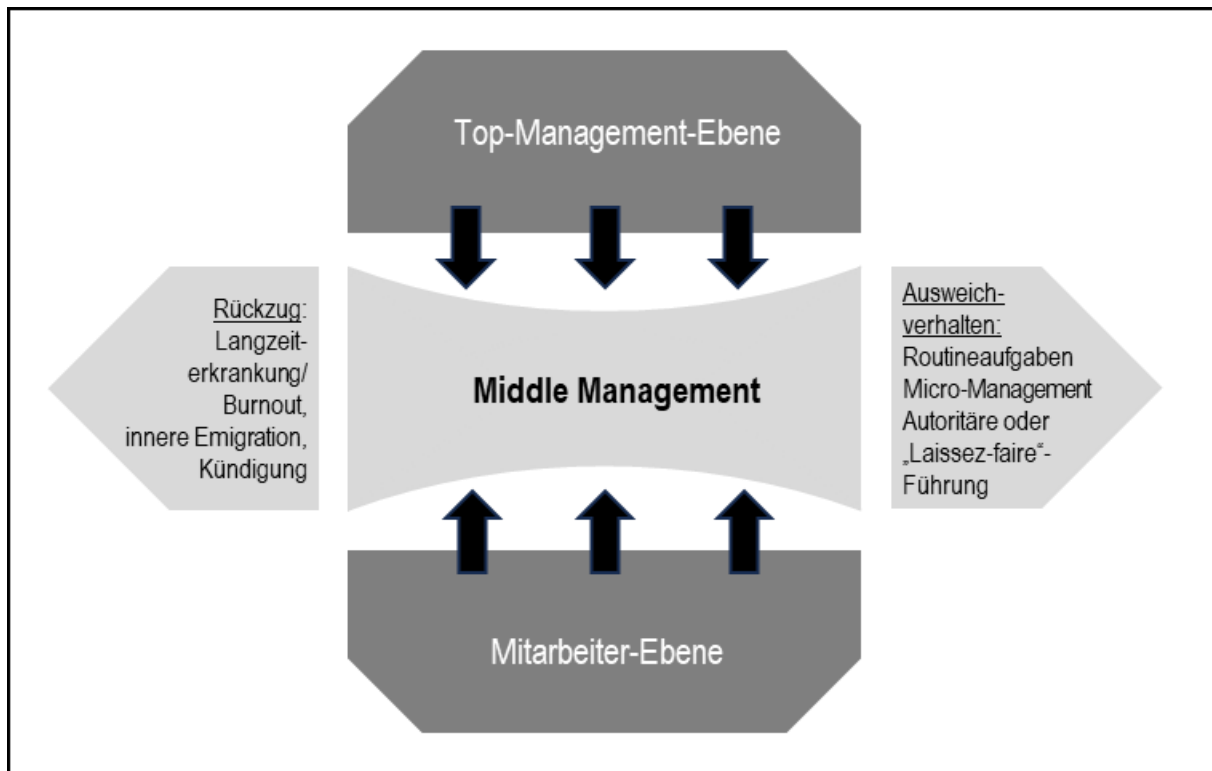 Top-Management-Ebene
Rückzug:
Langzeit-
erkrankung/
Burnout,
innere Emigration,
Kündigung
Middle Management
Ausweich-
verhalten:
Routineaufgaben
Micro-Management
Autoritäre oder
„Laissez-faire“-
Führung
Mitarbeiter-Ebene